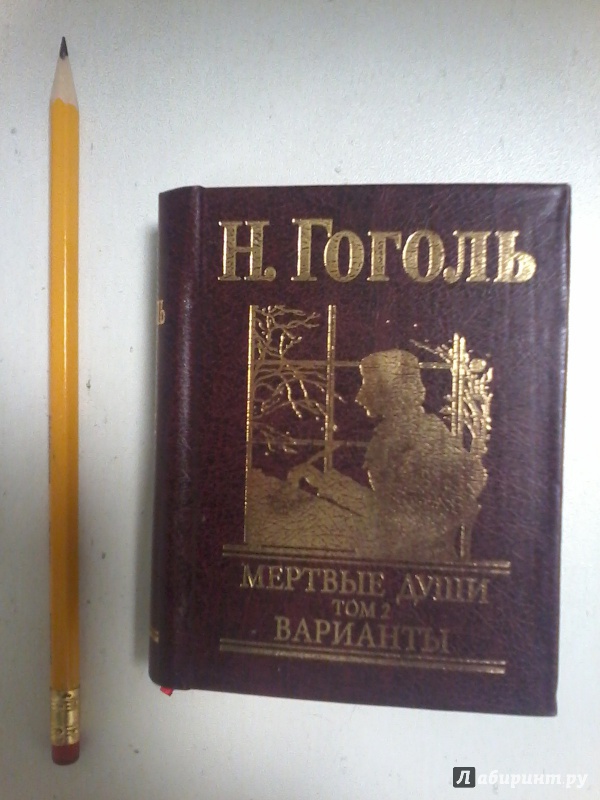 Н. Гоголь
МЕРТВЫЕ ДУШИ
ТОМ 2
ВАРИАНТЫ
Лабиринт.ру